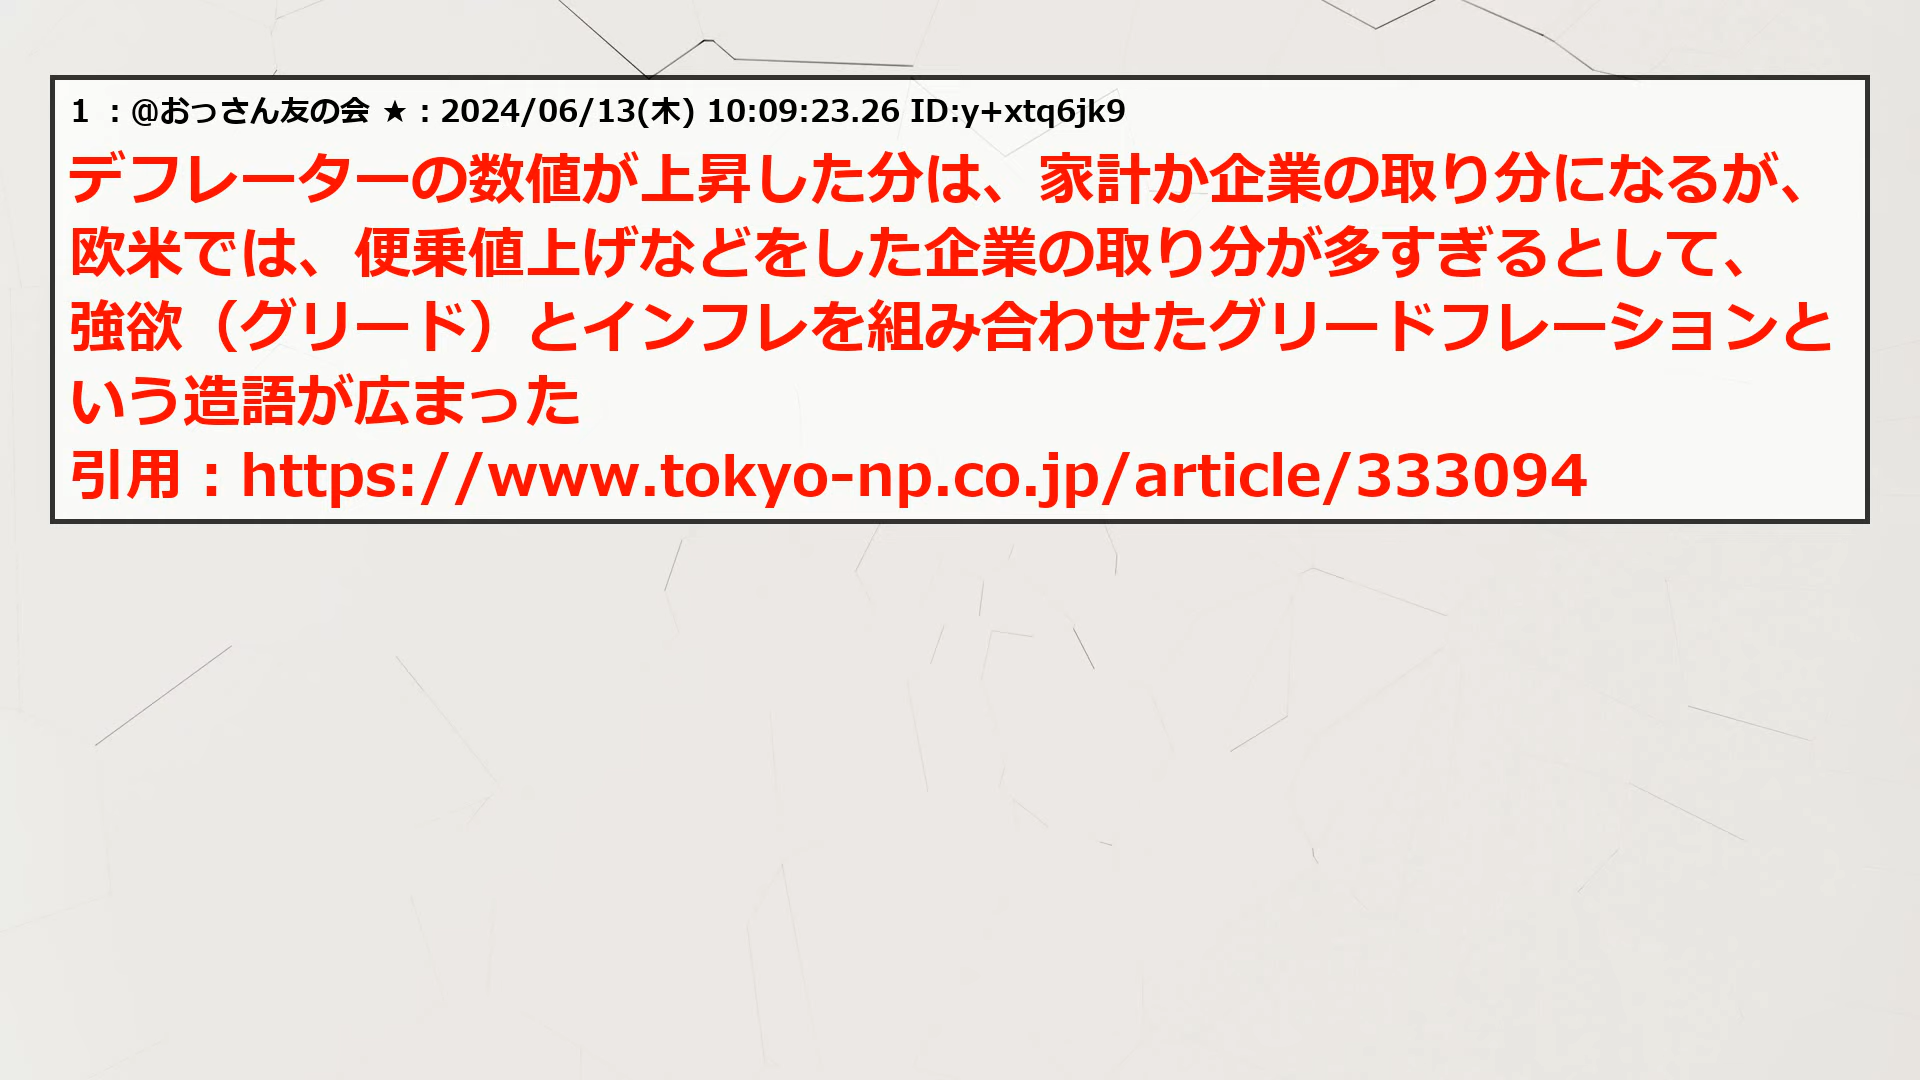 1 ：@おっさん友の会 ★：2024/06/13(木) 10:09:23.26 ID:y+xtq6jk9
デフレーターの数値が上昇した分は、家計か企業の取り分になるが、
欧米では、便乗値上げなどをした企業の取り分が多すぎるとして、
強欲（グリード）とインフレを組み合わせたグリードフレーションと
いう造語が広まった
引用：https://www.tokyo-np.co.jp/article/333094